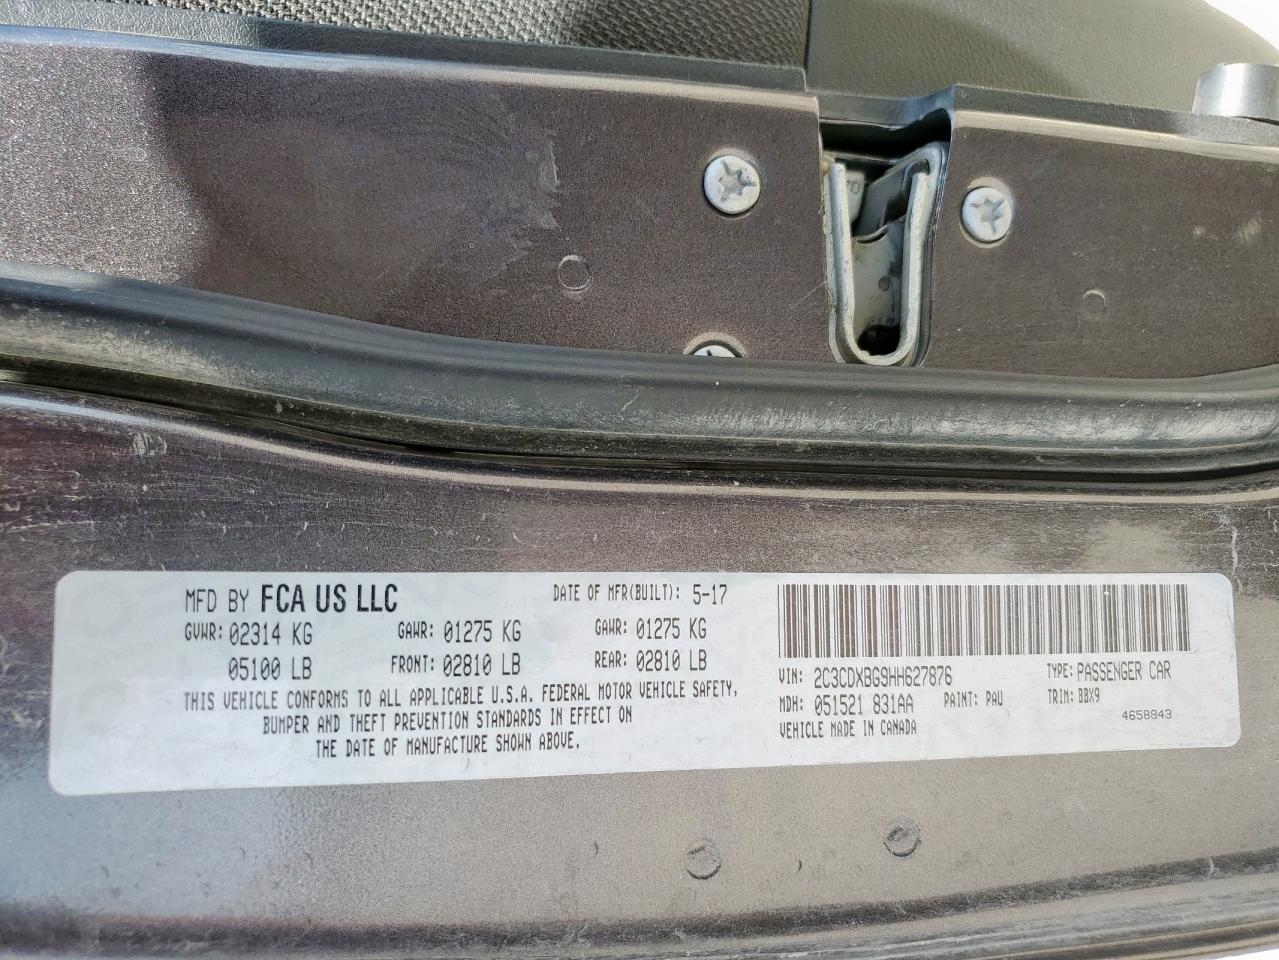 MFD BY FCA US LLC DATE OF MFR(BUILT): 5-17
GVWR: 02314 KG GAWR: 01275 KG GAWR: 01275 KG
05100 LB FRONT: 02810 LB REAR: 02810 LB
THIS VEHICLE CONFORMS TO ALL APPLICABLE U.S.A. FEDERAL MOTOR VEHICLE SAFETY,
BUMPER AND THEFT PREVENTION STANDARDS IN EFFECT ON
THE DATE OF MANUFACTURE SHOWN ABOVE.
VIN: 2C3CDXBG9HH627876 TYPE: PASSENGER CAR
MDH: 051521 831AA PAINT: PAU TRIM: BBX9
VEHICLE MADE IN CANADA 4658843